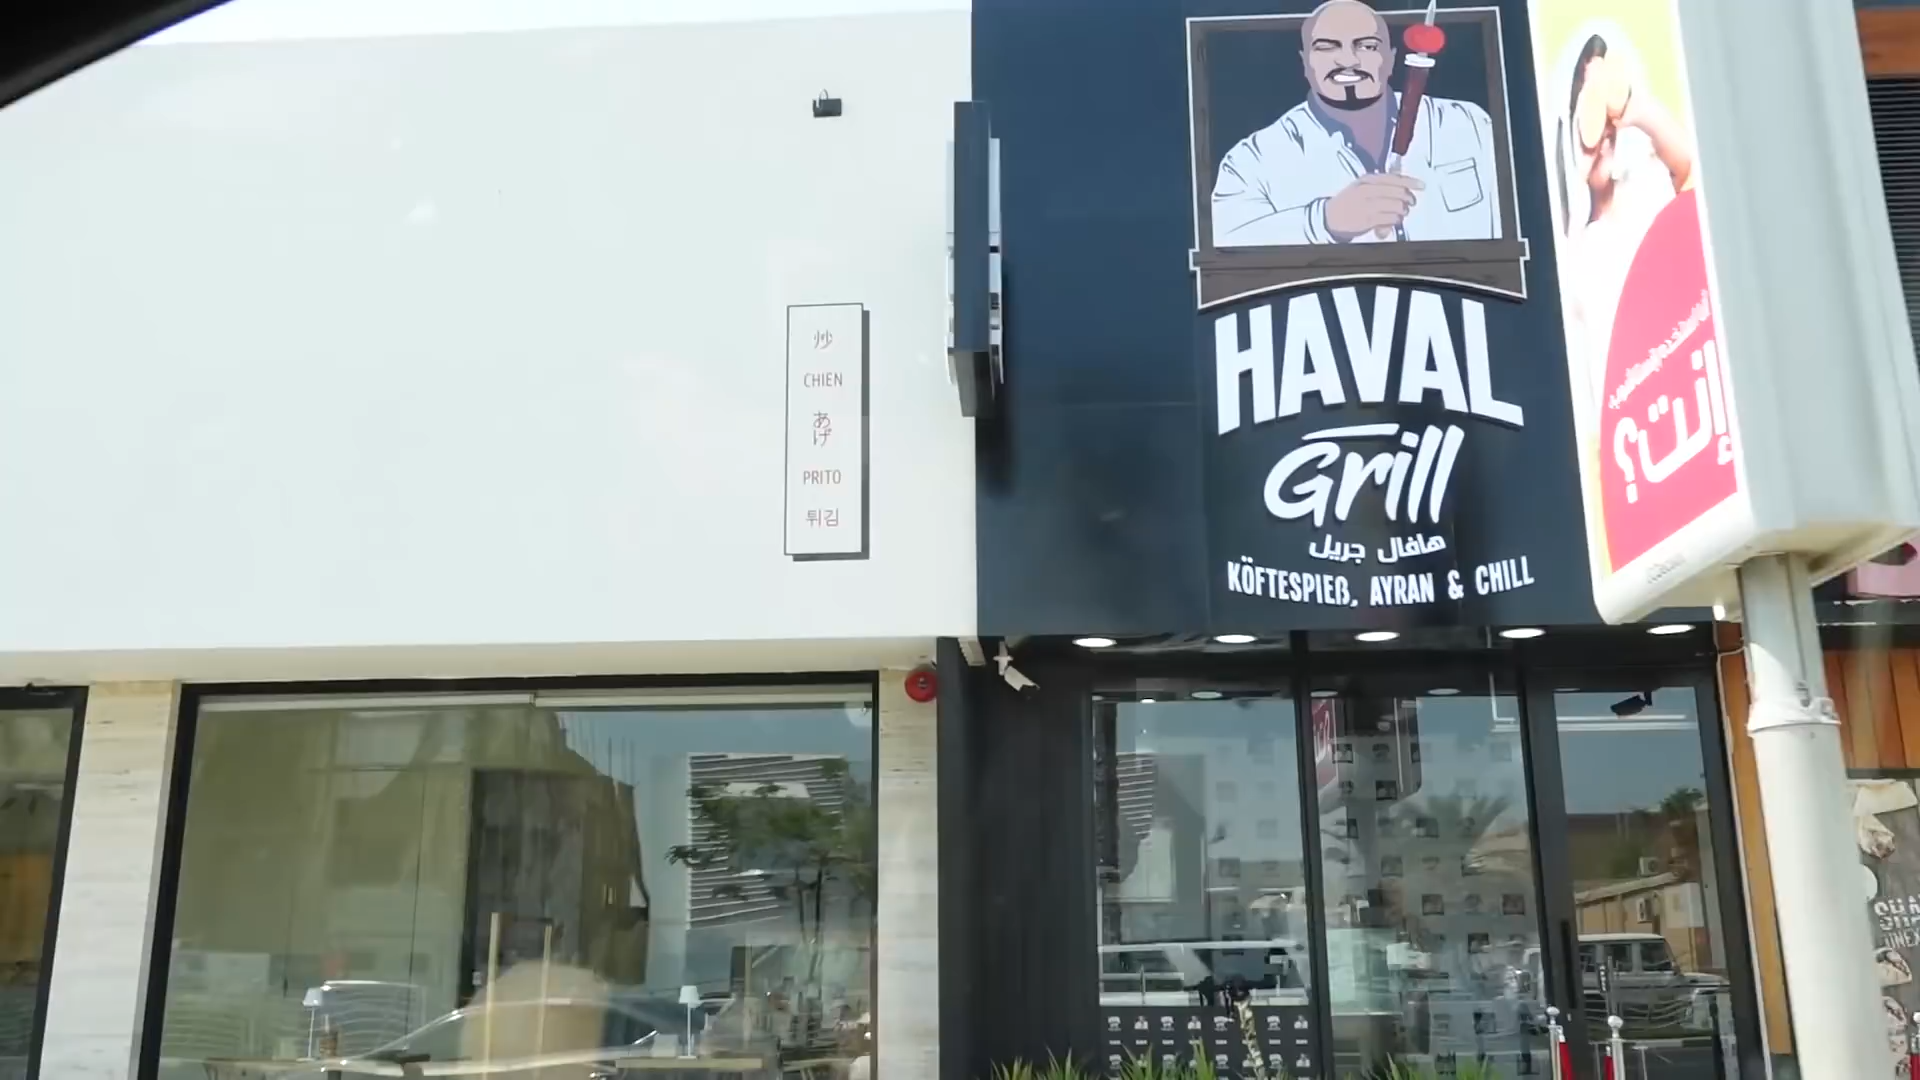 炒
CHIEN
あげ
PRITO
튀김
HAVAL
Grill
هافال جريل
KÖFTESPIEß, AYRAN & CHILL
إنت؟